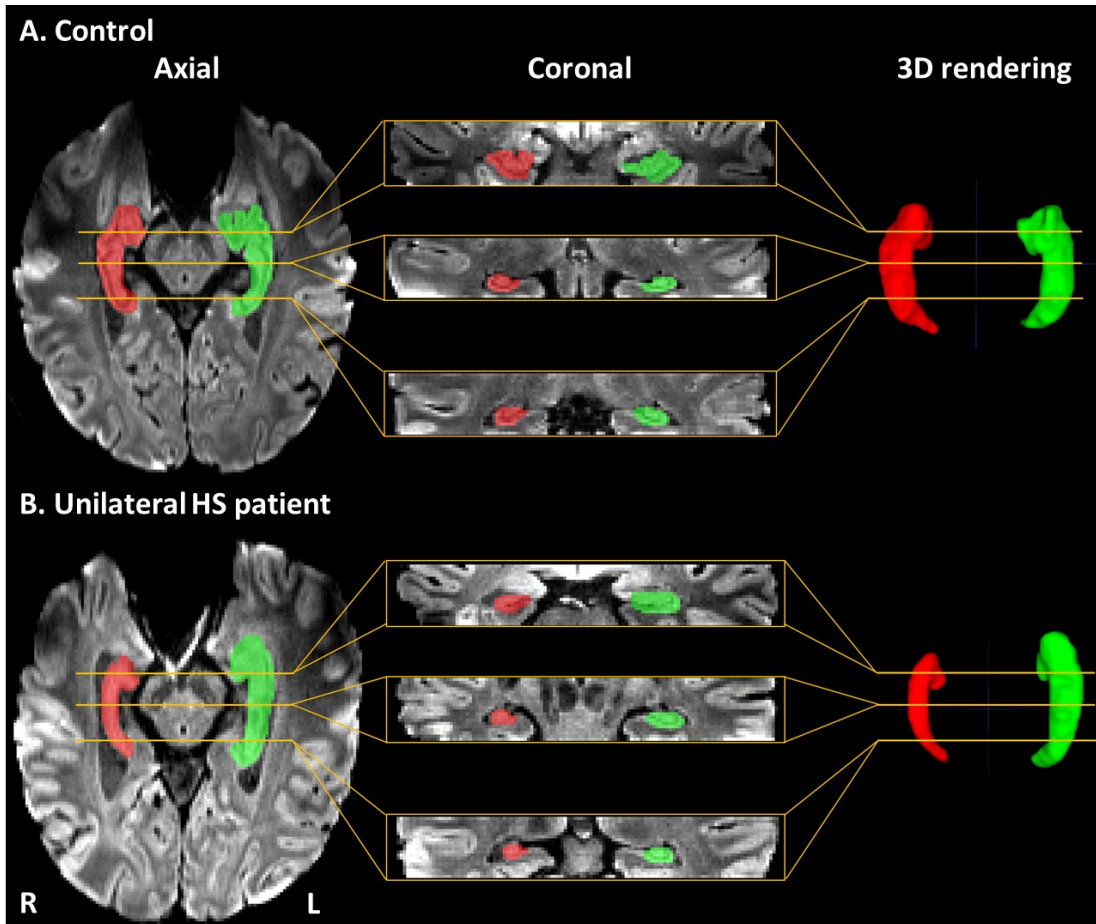 A. Control
Axial
Coronal
3D rendering
B. Unilateral HS patient
R
L